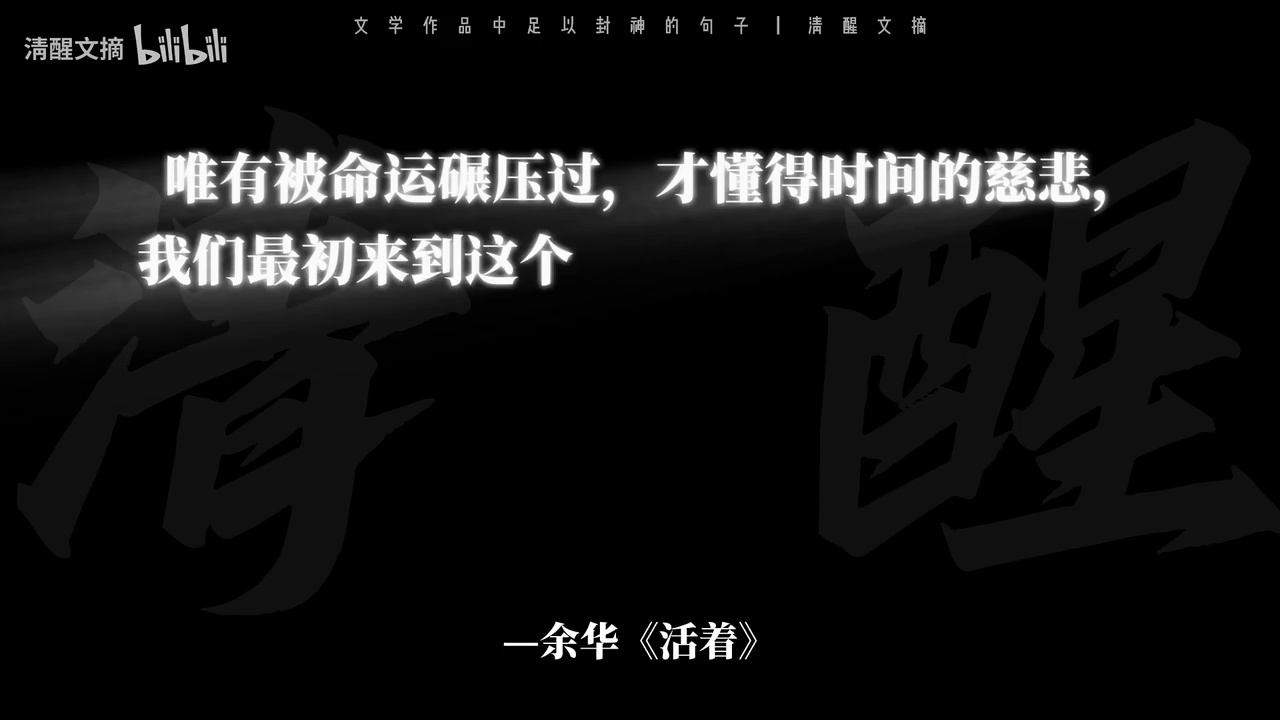 文学作品中足以封神的句子 | 清醒文摘
清醒文摘 bilibili
唯有被命运碾压过，才懂得时间的慈悲，
我们最初来到这个
清醒
—余华《活着》